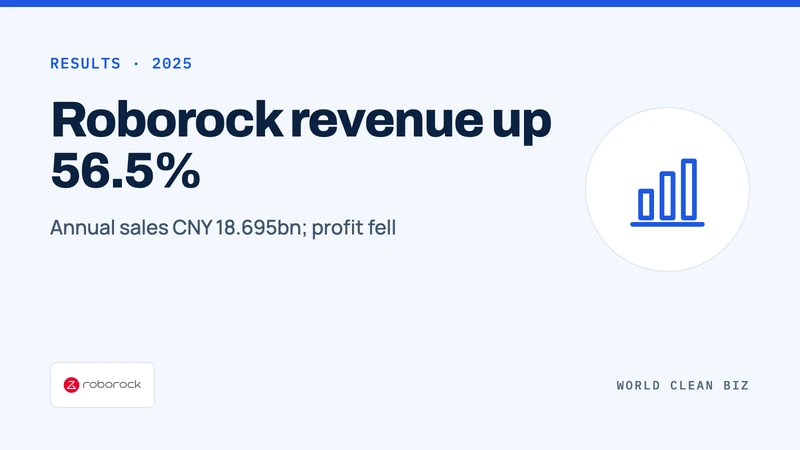 RESULTS · 2025
Roborock revenue up
56.5%
Annual sales CNY 18.695bn; profit fell
roborock
WORLD CLEAN BIZ